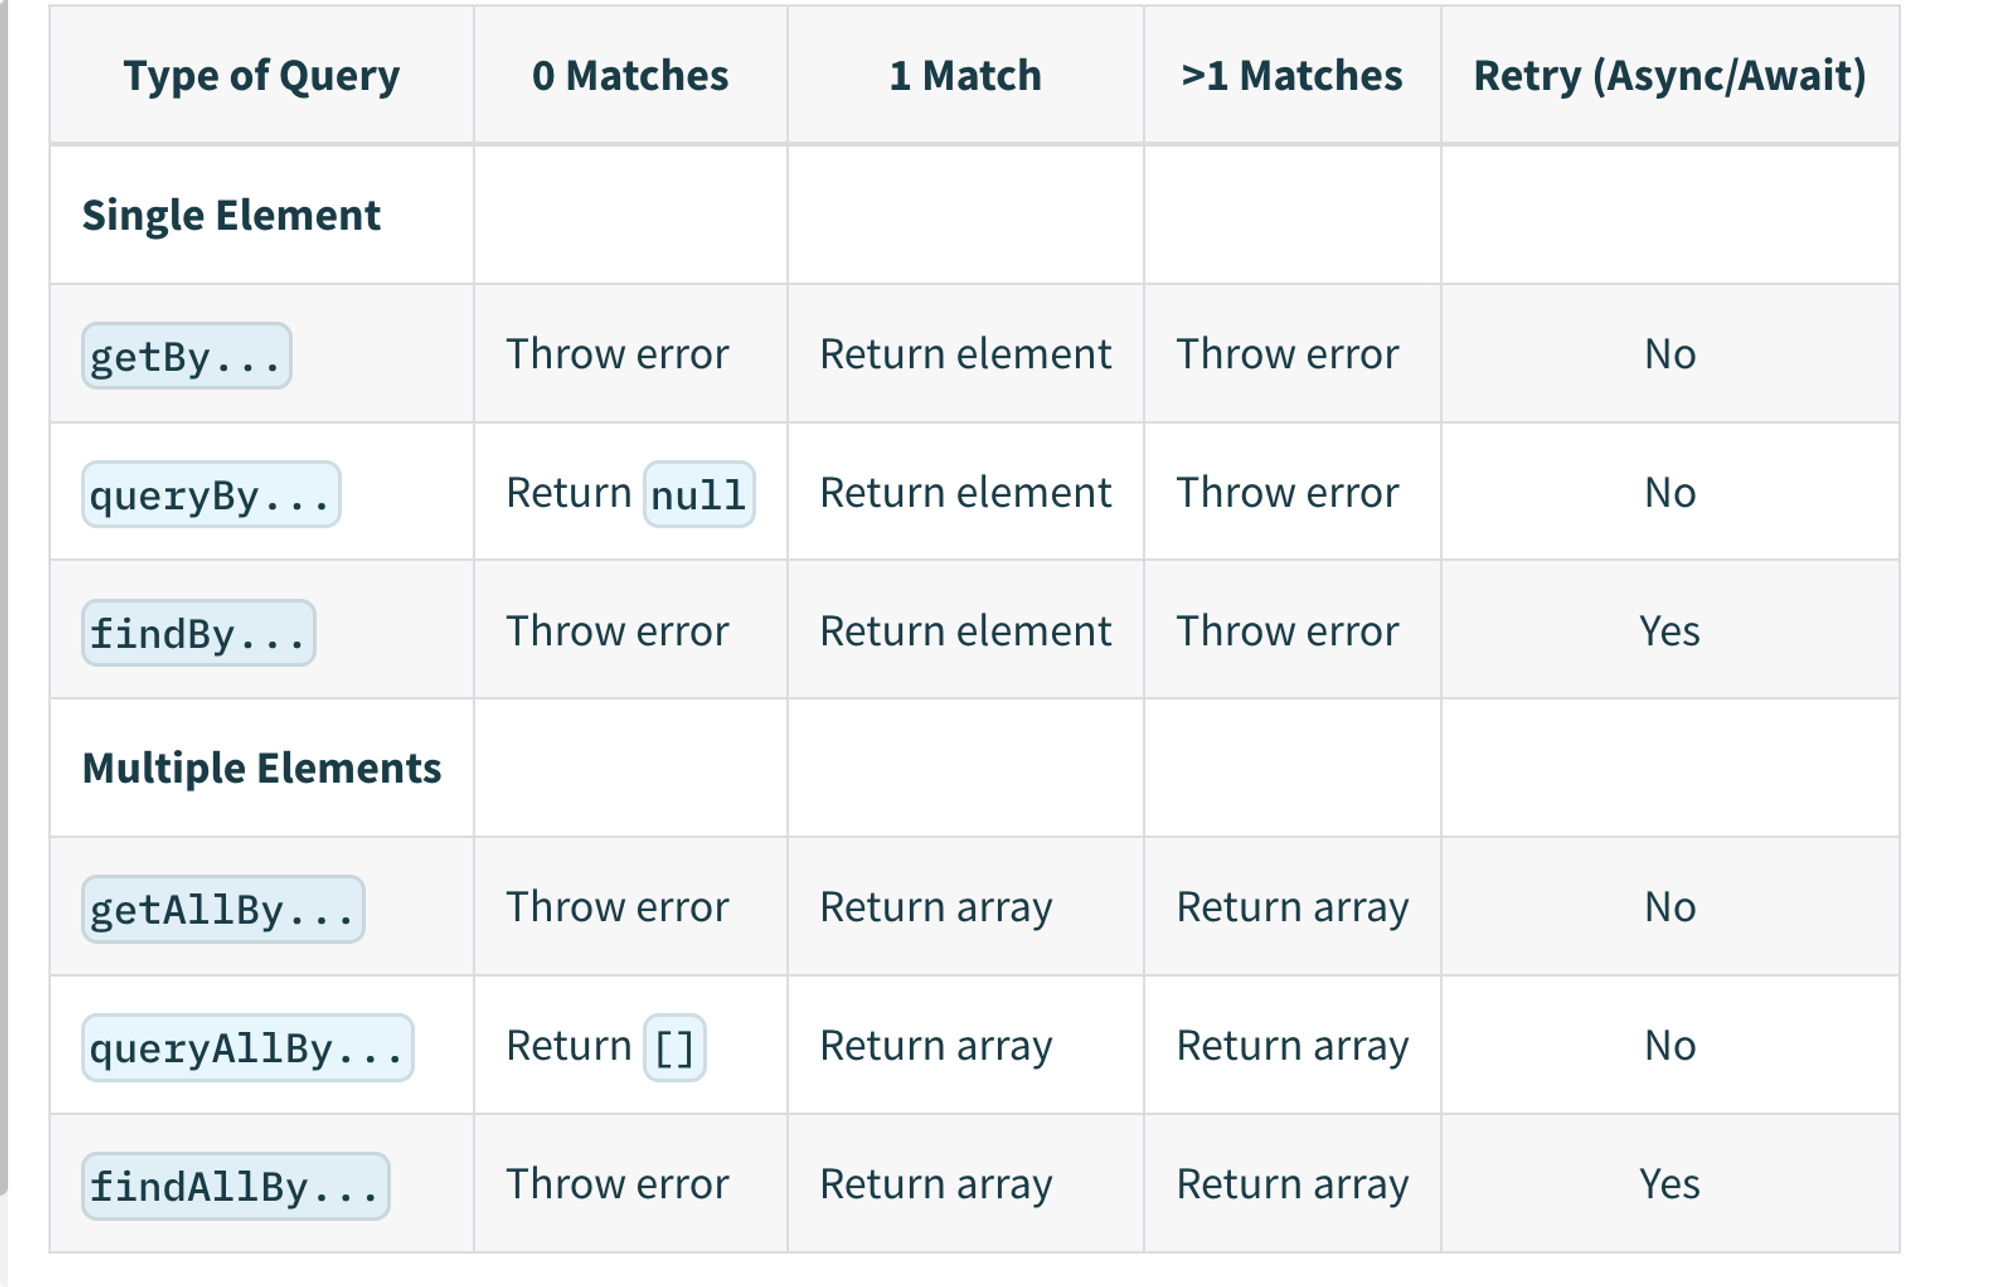 Type of Query 0 Matches 1 Match >1 Matches Retry (Async/Await)
Single Element
getBy... Throw error Return element Throw error No
queryBy... Return null Return element Throw error No
findBy... Throw error Return element Throw error Yes
Multiple Elements
getAllBy... Throw error Return array Return array No
queryAllBy... Return [] Return array Return array No
findAllBy... Throw error Return array Return array Yes